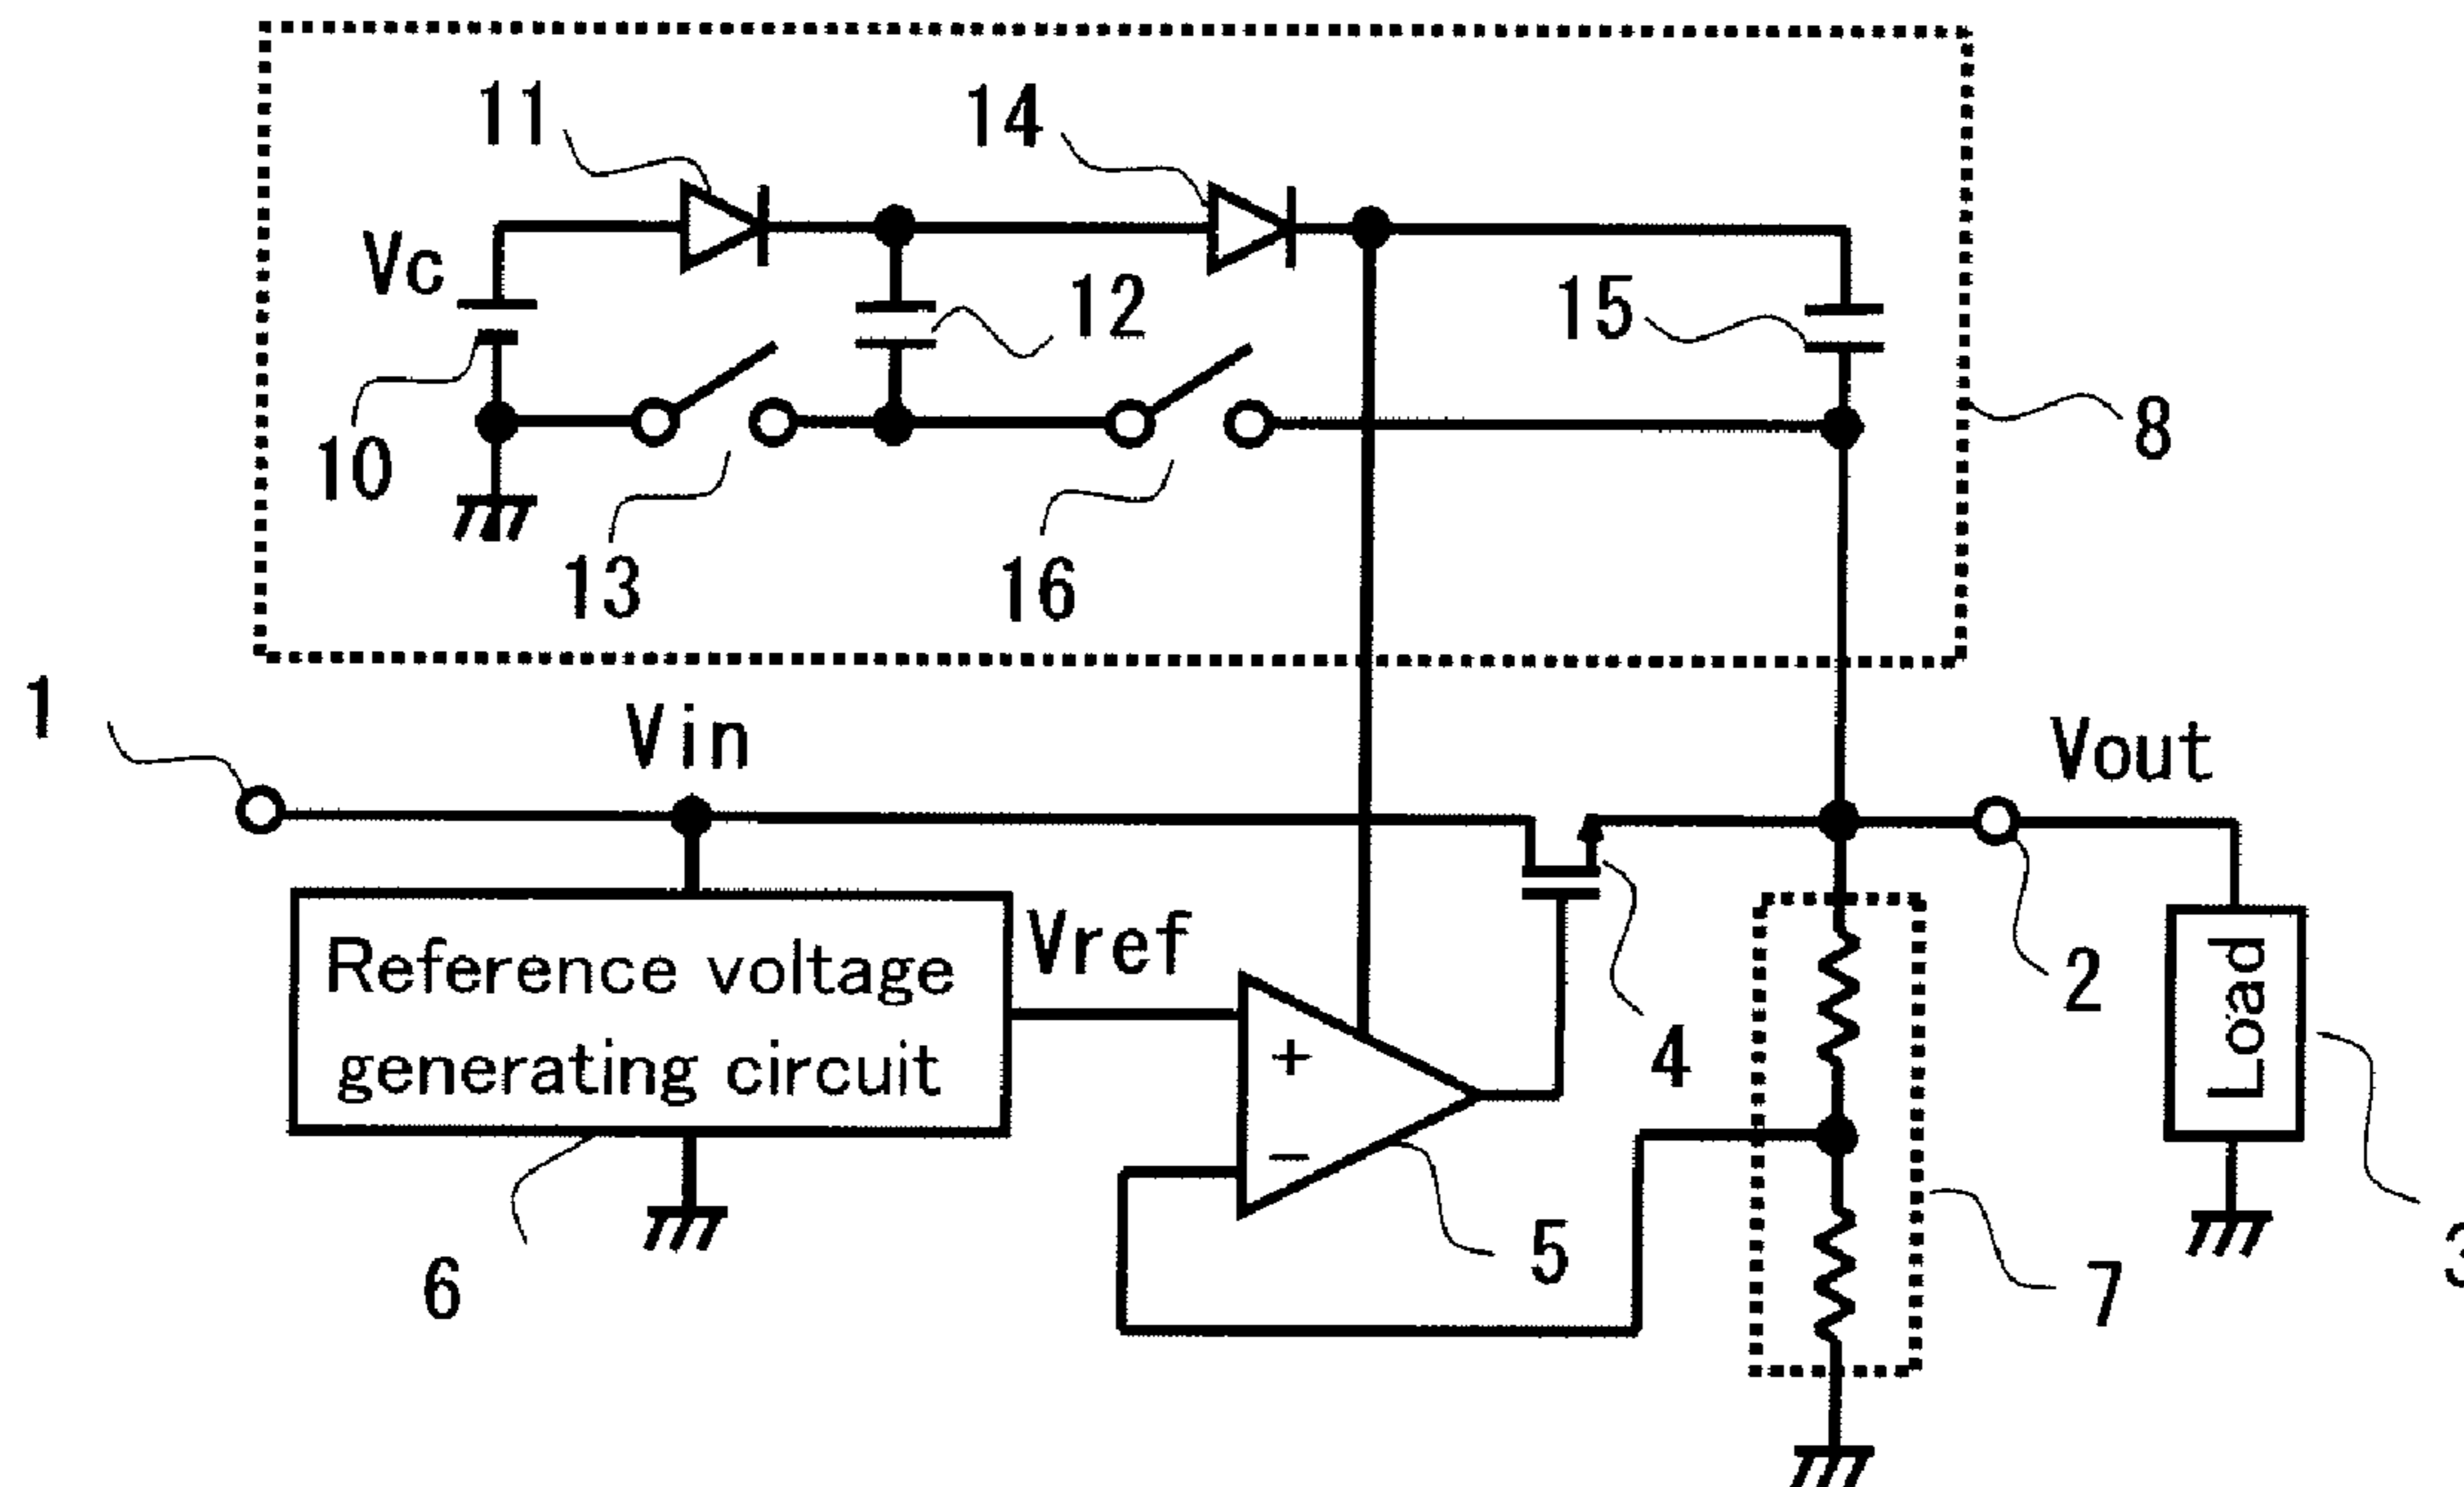 11
14
Vc
12
15
10
8
13
16
1
Vin
Vout
Reference voltage
generating circuit
Vref
+
−
4
2
Load
5
6
7
3